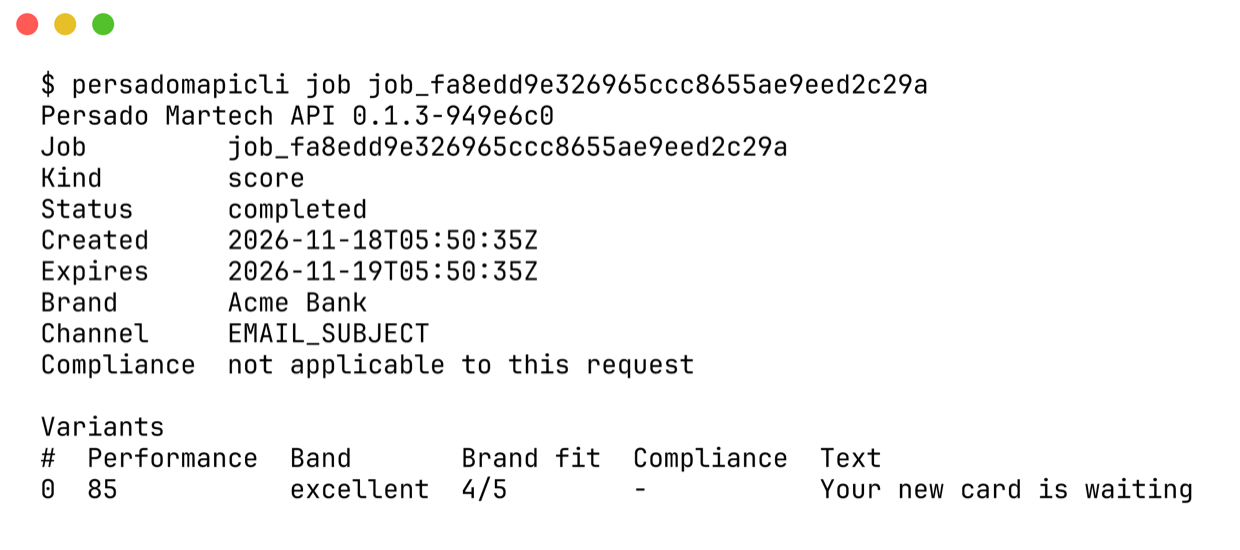 $ persadomapicli job job_fa8edd9e326965ccc8655ae9eed2c29a
Persado Martech API 0.1.3-949e6c0
Job         job_fa8edd9e326965ccc8655ae9eed2c29a
Kind        score
Status      completed
Created     2026-11-18T05:50:35Z
Expires     2026-11-19T05:50:35Z
Brand       Acme Bank
Channel     EMAIL_SUBJECT
Compliance  not applicable to this request

Variants
#  Performance  Band       Brand fit  Compliance  Text
0  85           excellent  4/5        -           Your new card is waiting